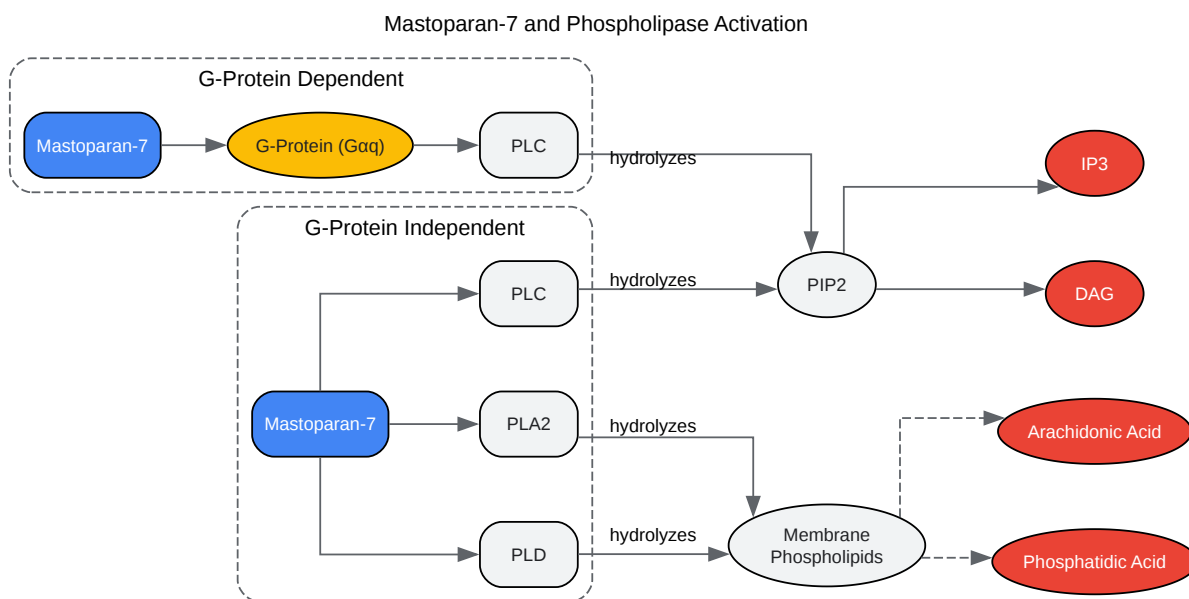 Mastoparan-7 and Phospholipase Activation
G-Protein Dependent
Mastoparan-7
G-Protein (Gαq)
PLC
hydrolyzes
IP3
G-Protein Independent
PLC
hydrolyzes
PIP2
DAG
Mastoparan-7
PLA2
hydrolyzes
Arachidonic Acid
PLD
hydrolyzes
Membrane
Phospholipids
Phosphatidic Acid